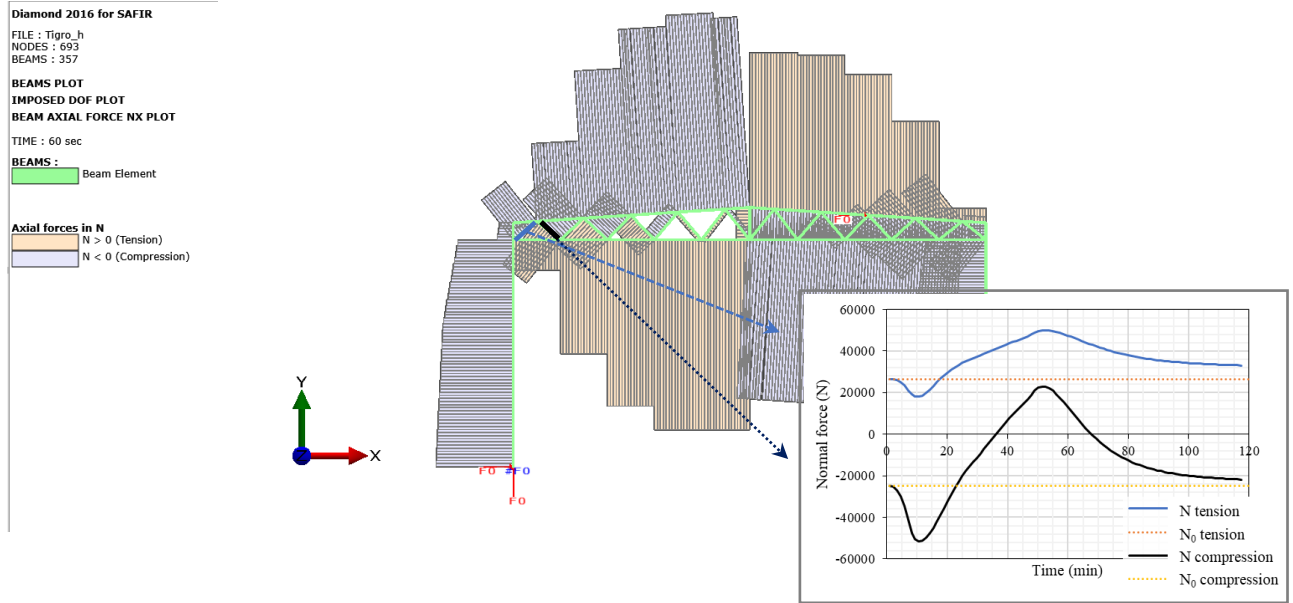 Diamond 2016 for SAFIR
FILE : Tigro_h
NODES : 693
BEAMS : 357
BEAMS PLOT
IMPOSED DOF PLOT
BEAM AXIAL FORCE NX PLOT
TIME : 60 sec
BEAMS :
Beam Element
Axial forces in N
N > 0 (Tension)
N < 0 (Compression)
Y
Z
X
F0
F0 #F0
F0
60000
40000
20000
0
-20000
-40000
-60000
Normal force (N)
0 20 40 60 80 100 120
Time (min)
N tension
N₀ tension
N compression
N₀ compression